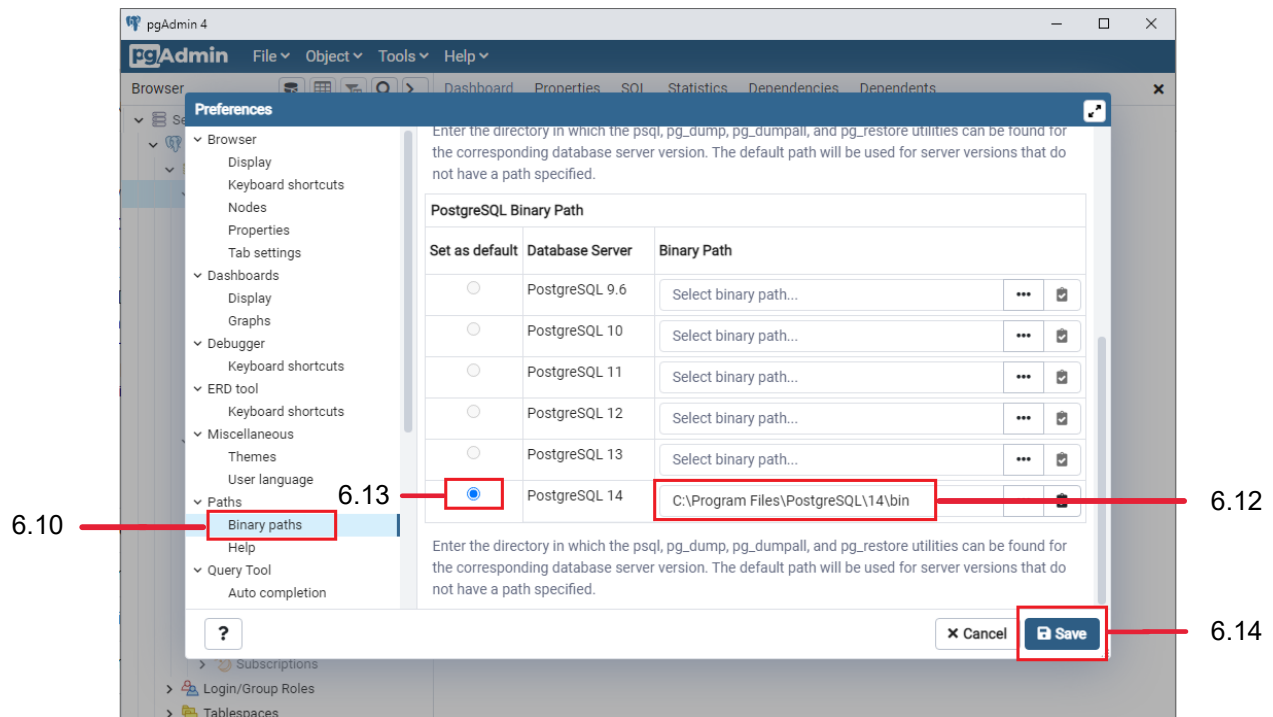 pgAdmin 4
pgAdmin File Object Tools Help
Browser Dashboard Properties SQL Statistics Dependencies Dependents
Preferences
Browser
Display
Keyboard shortcuts
Nodes
Properties
Tab settings
Dashboards
Display
Graphs
Debugger
Keyboard shortcuts
ERD tool
Keyboard shortcuts
Miscellaneous
Themes
User language
Paths
Binary paths
Help
Query Tool
Auto completion
Enter the directory in which the psql, pg_dump, pg_dumpall, and pg_restore utilities can be found for
the corresponding database server version. The default path will be used for server versions that do
not have a path specified.
PostgreSQL Binary Path
Set as default Database Server Binary Path
PostgreSQL 9.6 Select binary path...
PostgreSQL 10 Select binary path...
PostgreSQL 11 Select binary path...
PostgreSQL 12 Select binary path...
PostgreSQL 13 Select binary path...
PostgreSQL 14 C:\Program Files\PostgreSQL\14\bin
Enter the directory in which the psql, pg_dump, pg_dumpall, and pg_restore utilities can be found for
the corresponding database server version. The default path will be used for server versions that do
not have a path specified.
? Cancel Save
Subscriptions
Login/Group Roles
Tablespaces
6.10
6.13
6.12
6.14